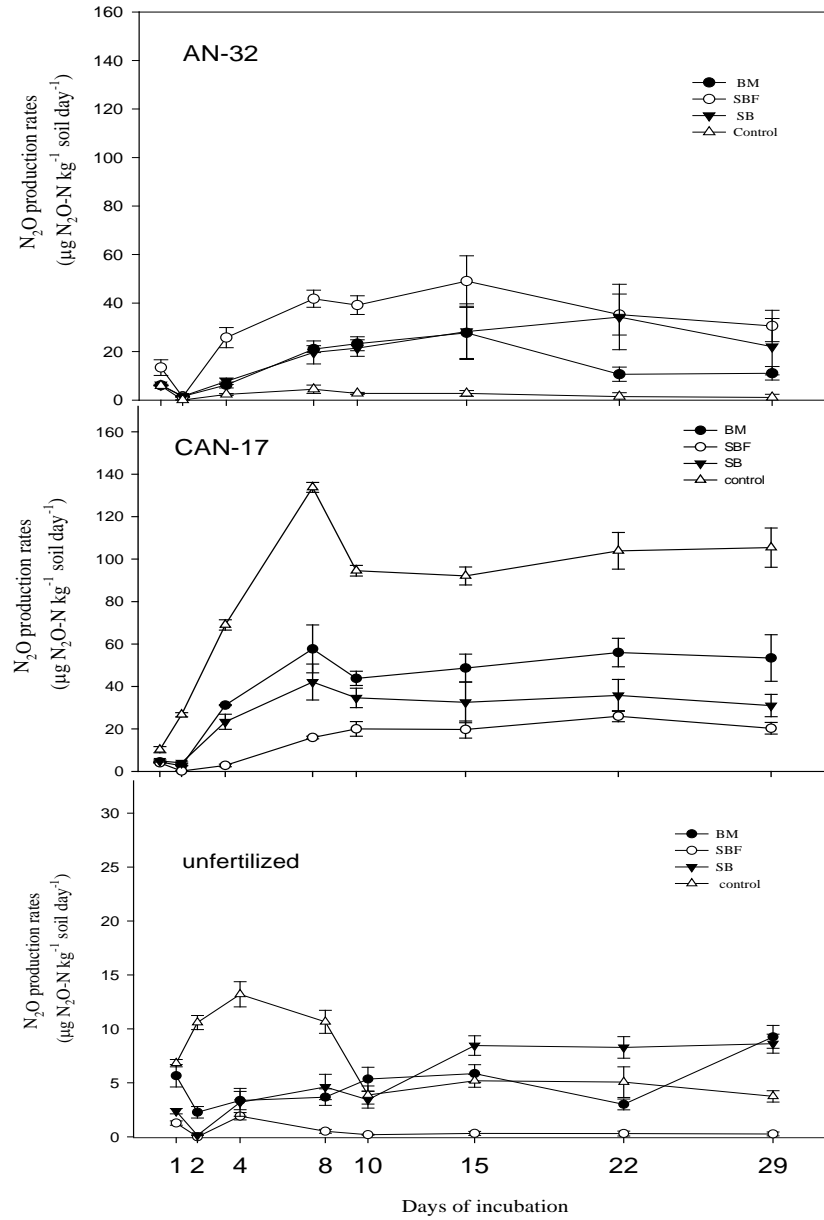 AN-32
N₂O production rates
(µg N₂O-N kg⁻¹ soil day⁻¹)
160
140
120
100
80
60
40
20
0
BM
SBF
SB
Control
CAN-17
N₂O production rates
(µg N₂O-N kg⁻¹ soil day⁻¹)
160
140
120
100
80
60
40
20
0
BM
SBF
SB
control
unfertilized
N₂O production rates
(µg N₂O-N kg⁻¹ soil day⁻¹)
30
25
20
15
10
5
0
BM
SBF
SB
control
1 2 4 8 10 15 22 29
Days of incubation